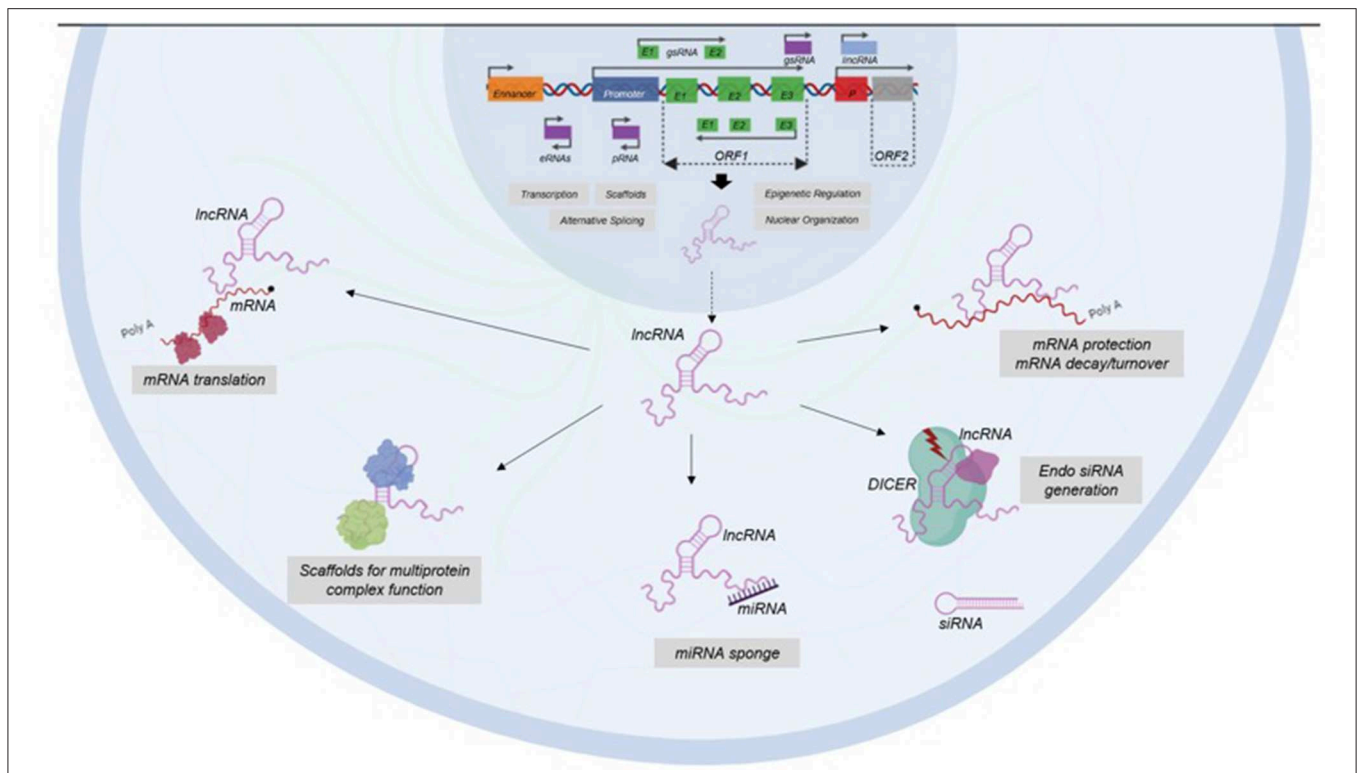 E1 gsRNA E2
gsRNA
lincRNA
Ennancer
Promoter
E1
E2
E3
P
E1
E2
E3
eRNAs
pRNA
ORF1
ORF2
Transcription
Scaffolds
Alternative Splicing
Epigenetic Regulation
Nuclear Organization
lncRNA
mRNA
Poly A
mRNA translation
lncRNA
Poly A
mRNA protection
mRNA decay/turnover
Scaffolds for multiprotein
complex function
lncRNA
miRNA
miRNA sponge
lncRNA
DICER
Endo siRNA
generation
siRNA